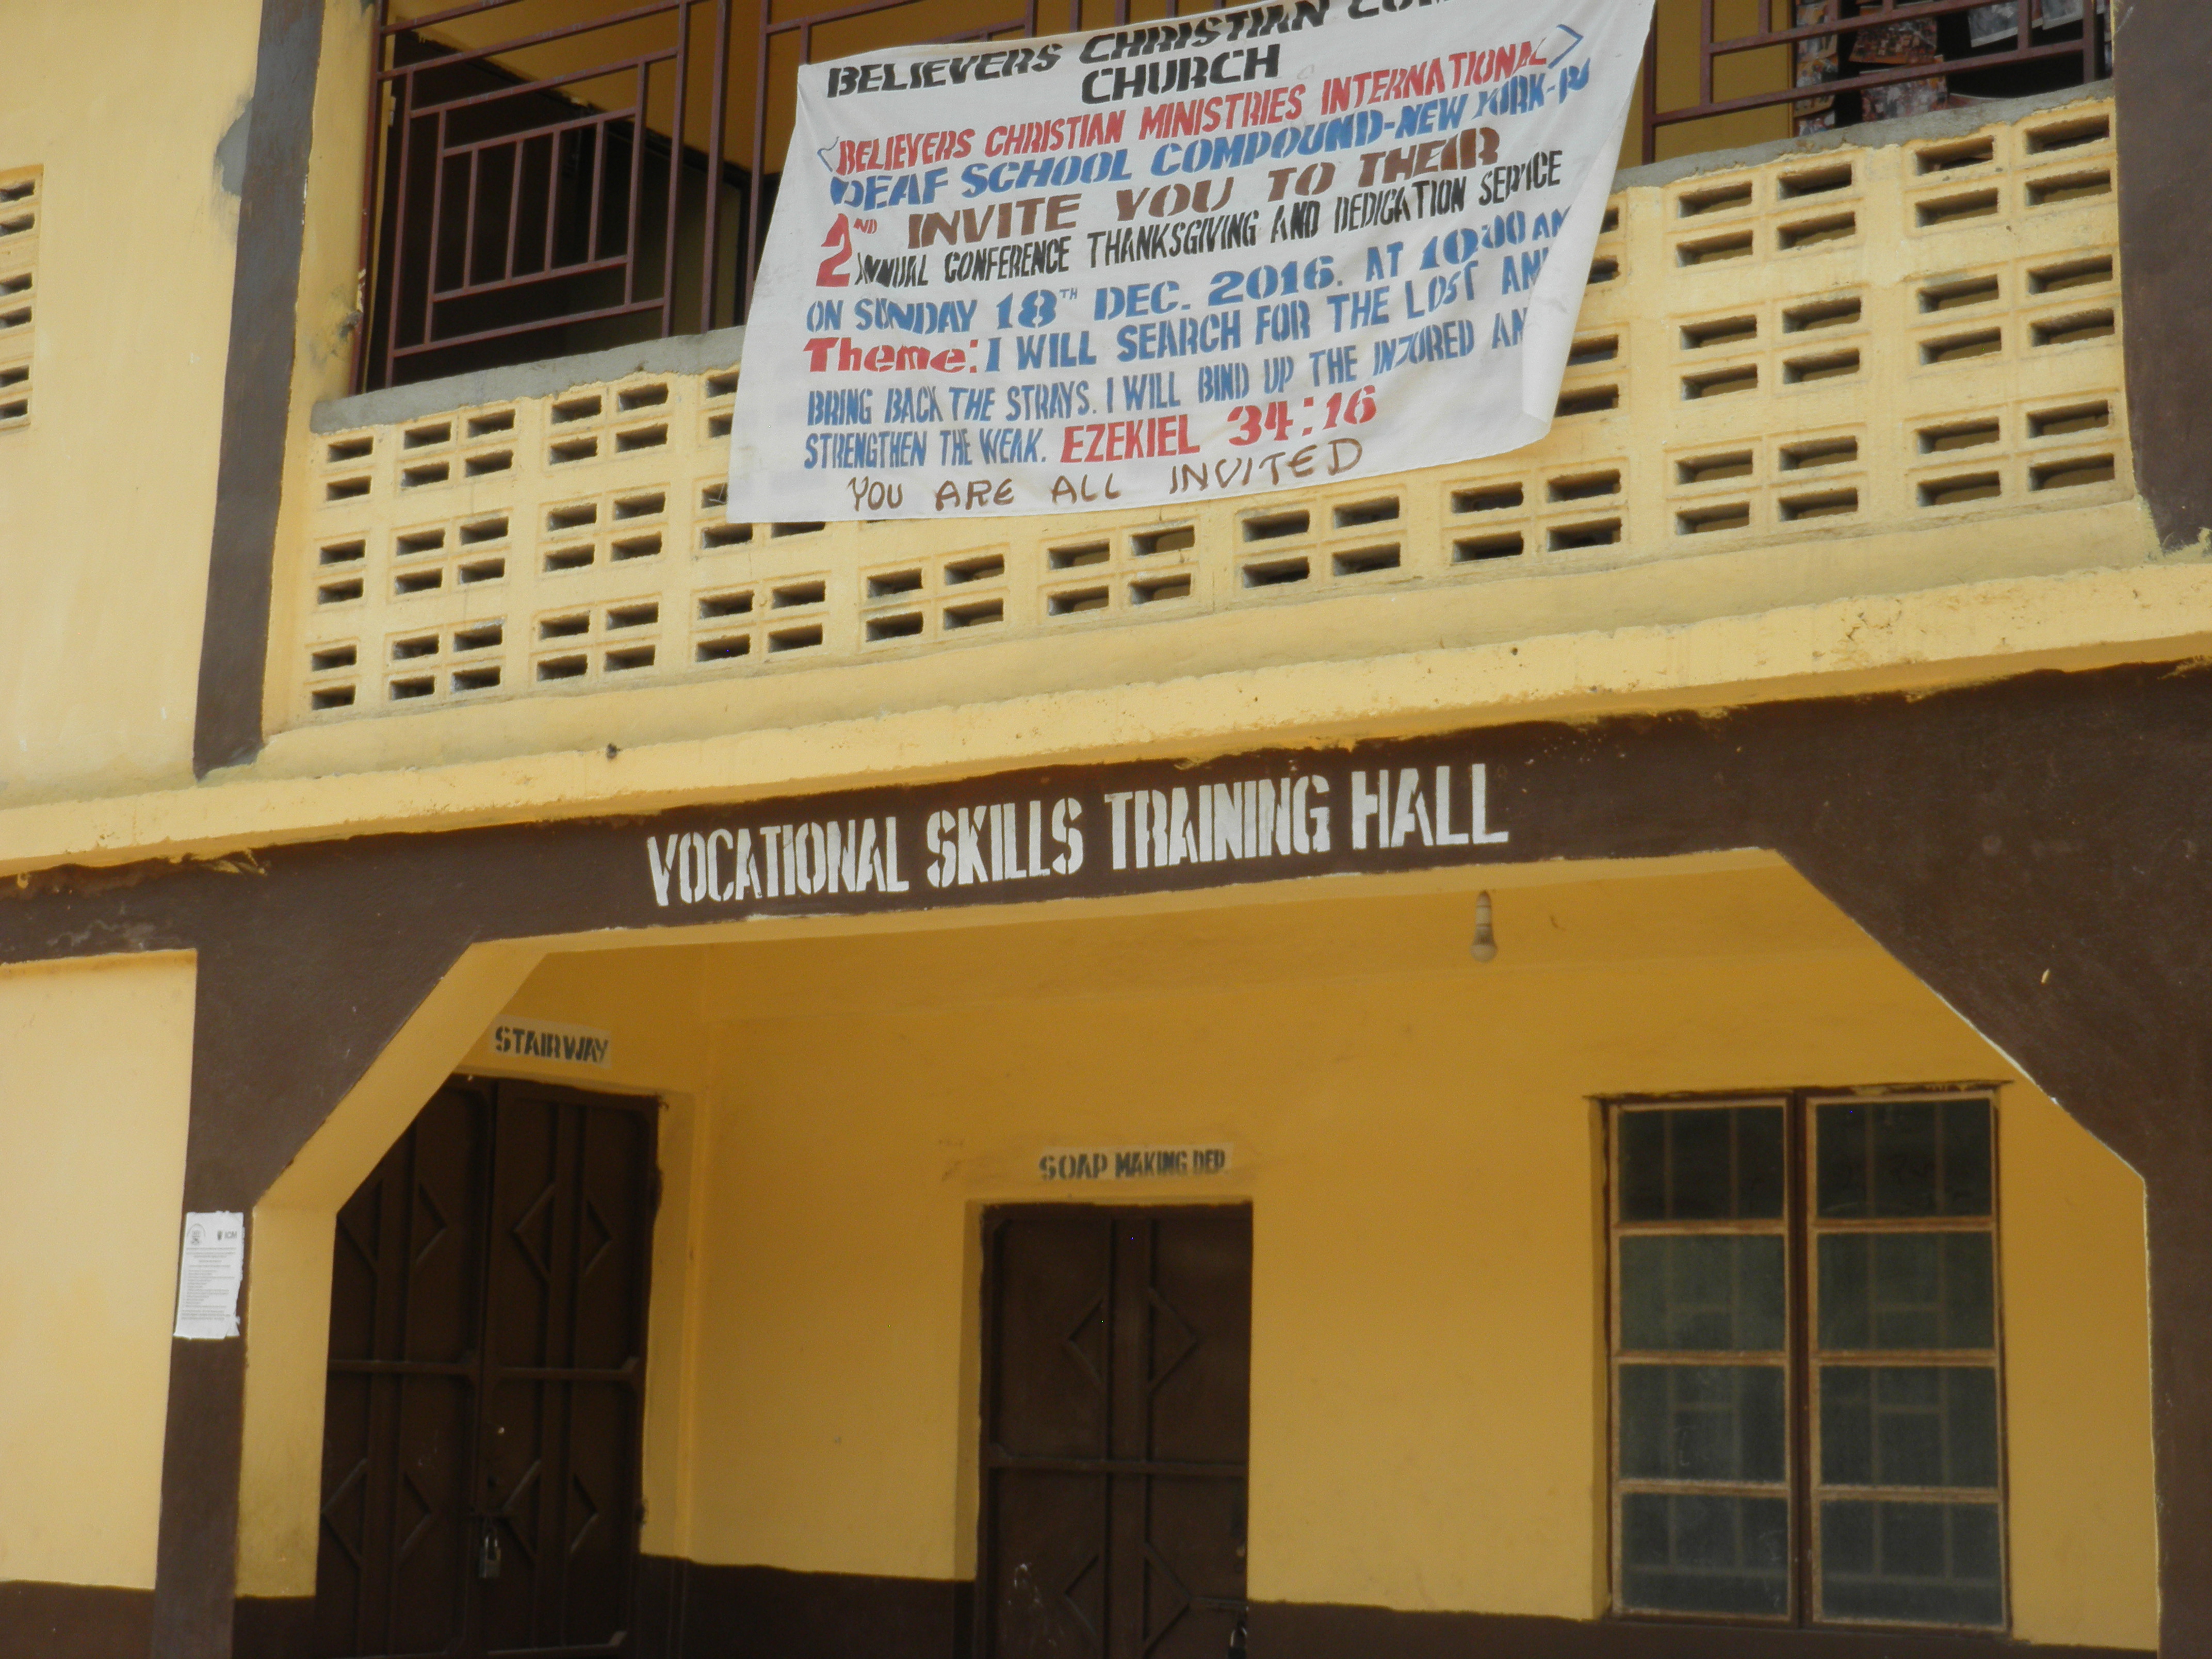 BELIEVERS CHRISTIAN
CHURCH
<BELIEVERS CHRISTIAN MINISTRIES INTERNATIONAL>
DEAF SCHOOL COMPOUND-NEW YORK-
INVITE YOU TO THEIR
2ND ANNUAL CONFERENCE THANKSGIVING AND DEDICATION SERVICE
ON SUNDAY 18TH DEC. 2016. AT 10:00 AM
Theme: I WILL SEARCH FOR THE LOST AND
BRING BACK THE STRAYS. I WILL BIND UP THE INJURED AN
STRENGTHEN THE WEAK. EZEKIEL 34:16
YOU ARE ALL INVITED
VOCATIONAL SKILLS TRAINING HALL
STAIRWAY
SOAP MAKING DEP.